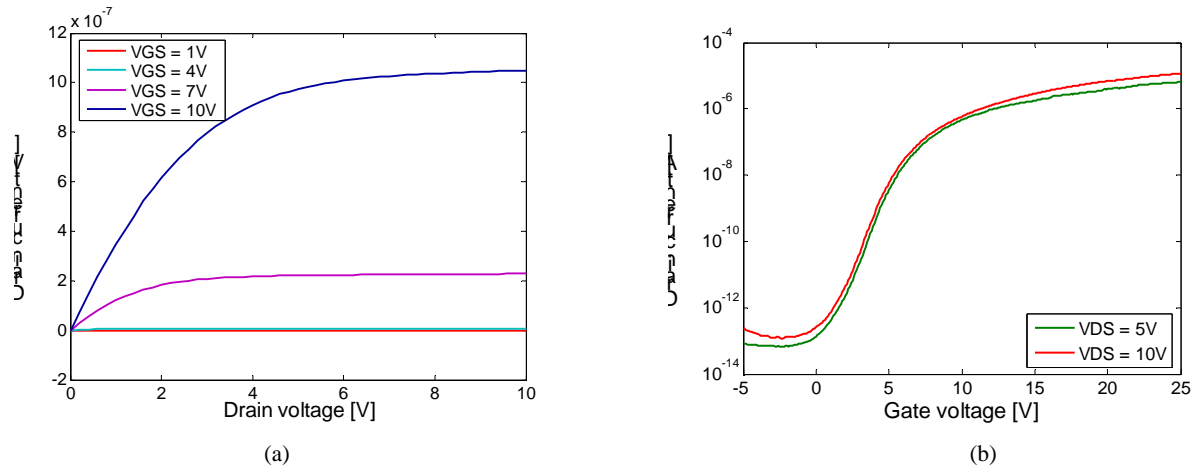 x 10^-7
12
10
8
6
4
2
0
-2
VGS = 1V
VGS = 4V
VGS = 7V
VGS = 10V
0
2
4
6
8
10
Drain voltage [V]
(a)
10^-4
10^-6
10^-8
10^-10
10^-12
10^-14
VDS = 5V
VDS = 10V
-5
0
5
10
15
20
25
Gate voltage [V]
(b)